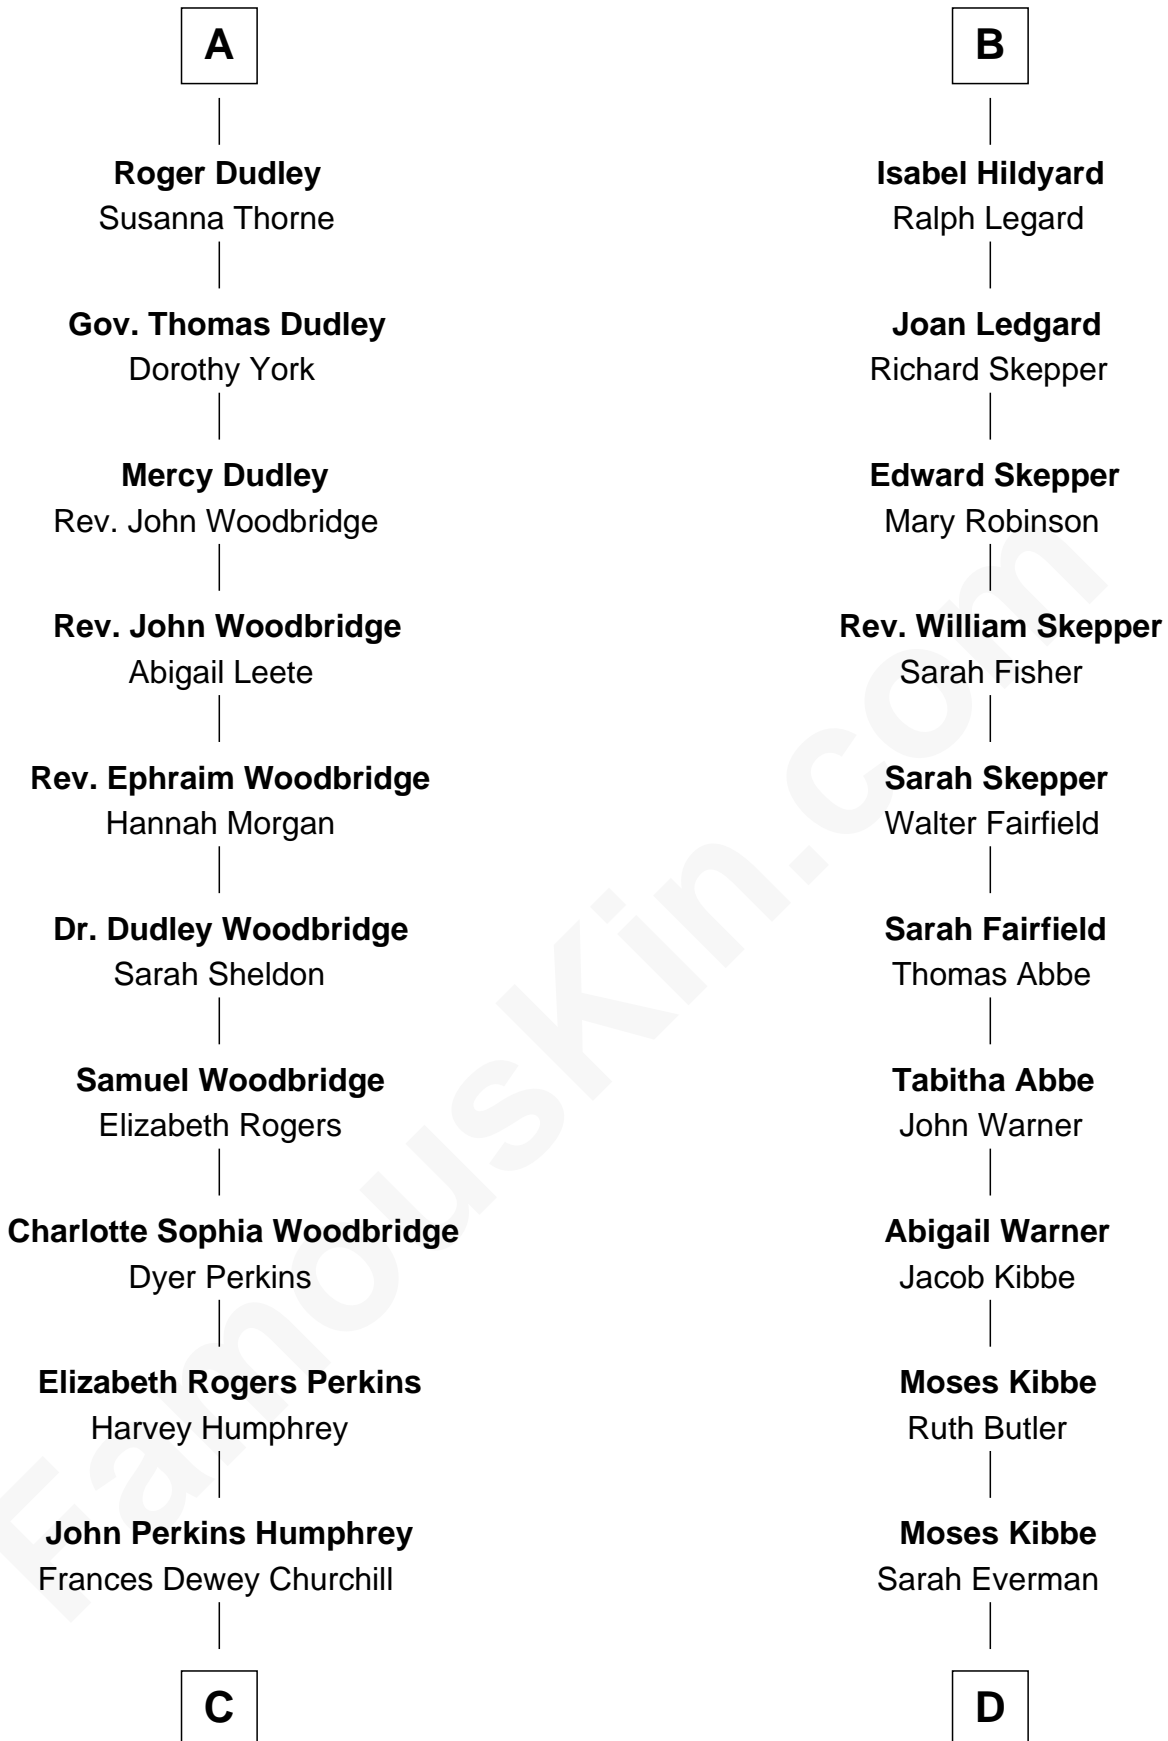 A
Roger Dudley
Susanna Thorne
Gov. Thomas Dudley
Dorothy York
Mercy Dudley
Rev. John Woodbridge
Rev. John Woodbridge
Abigail Leete
Rev. Ephraim Woodbridge
Hannah Morgan
Dr. Dudley Woodbridge
Sarah Sheldon
Samuel Woodbridge
Elizabeth Rogers
Charlotte Sophia Woodbridge
Dyer Perkins
Elizabeth Rogers Perkins
Harvey Humphrey
John Perkins Humphrey
Frances Dewey Churchill
C
B
Isabel Hildyard
Ralph Legard
Joan Ledgard
Richard Skepper
Edward Skepper
Mary Robinson
Rev. William Skepper
Sarah Fisher
Sarah Skepper
Walter Fairfield
Sarah Fairfield
Thomas Abbe
Tabitha Abbe
John Warner
Abigail Warner
Jacob Kibbe
Moses Kibbe
Ruth Butler
Moses Kibbe
Sarah Everman
D
FamousKin.com